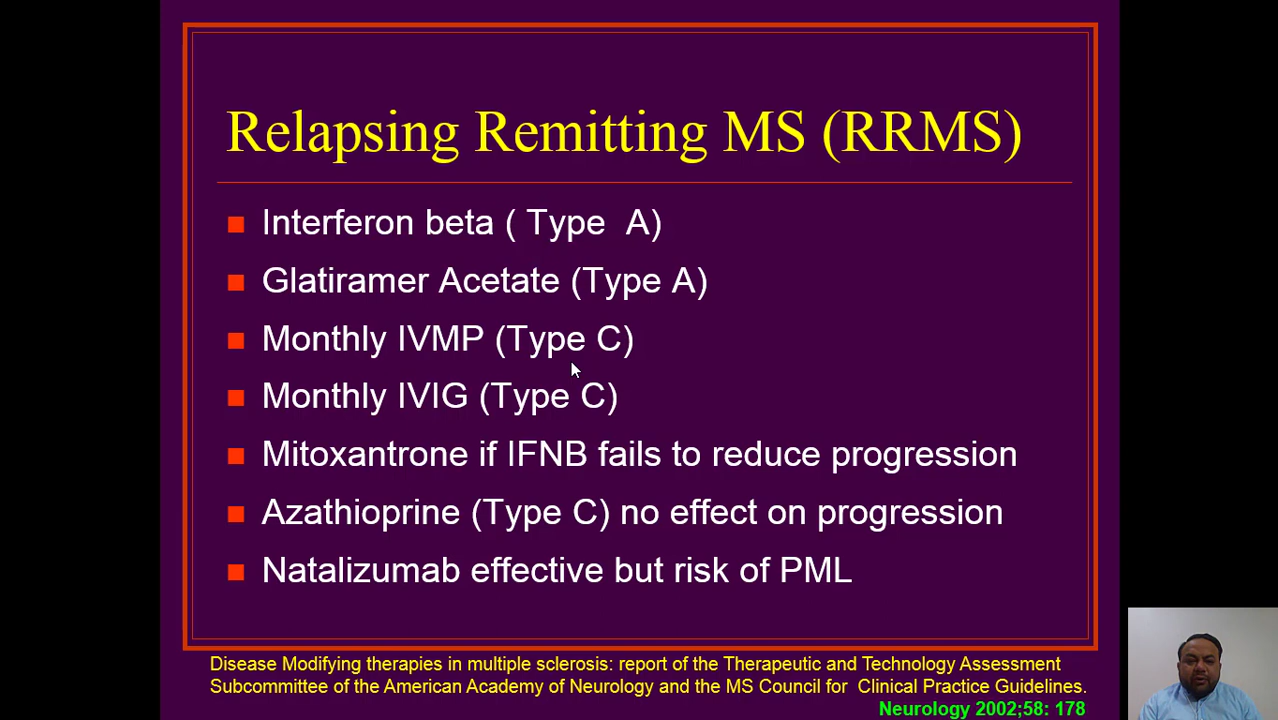 Relapsing Remitting MS (RRMS)
Interferon beta ( Type  A)
Glatiramer Acetate (Type A)
Monthly IVMP (Type C)
Monthly IVIG (Type C)
Mitoxantrone if IFNB fails to reduce progression
Azathioprine (Type C) no effect on progression
Natalizumab effective but risk of PML
Disease Modifying therapies in multiple sclerosis: report of the Therapeutic and Technology Assessment
Subcommittee of the American Academy of Neurology and the MS Council for  Clinical Practice Guidelines.
Neurology 2002;58: 178